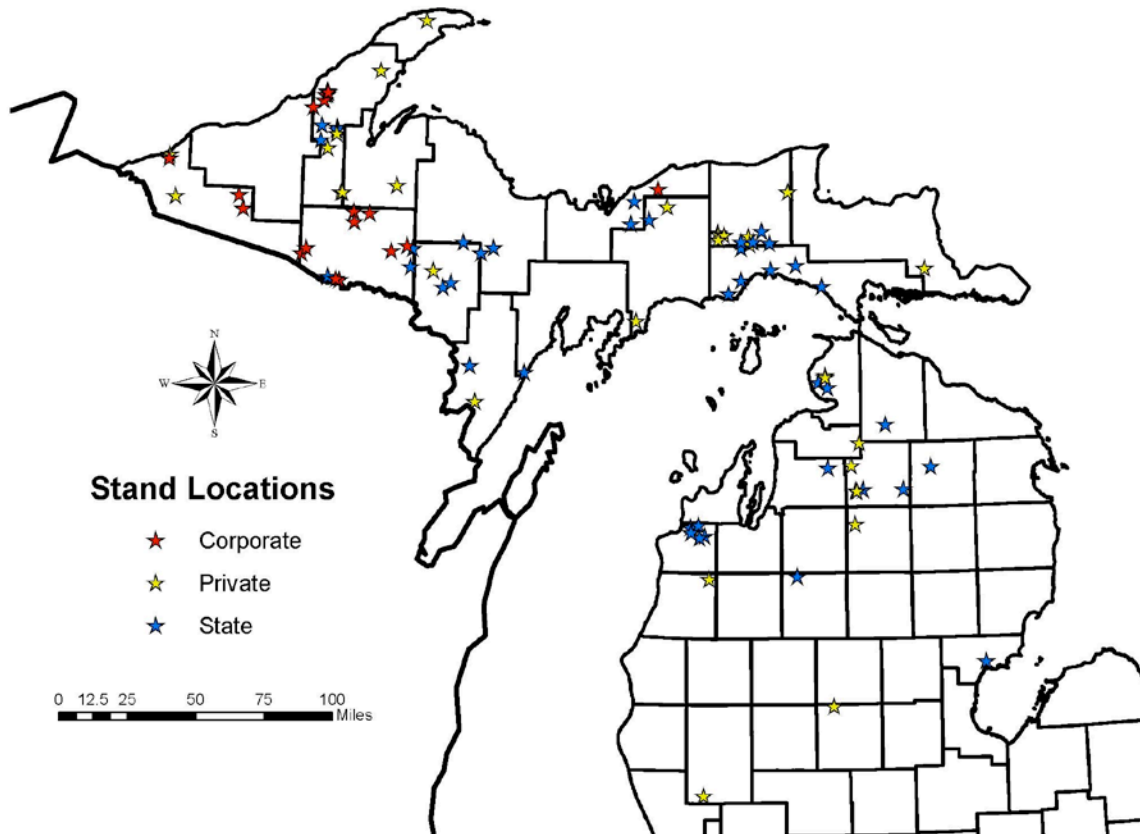 N
W E
S
Stand Locations
Corporate
Private
State
0 12.5 25 50 75 100
Miles